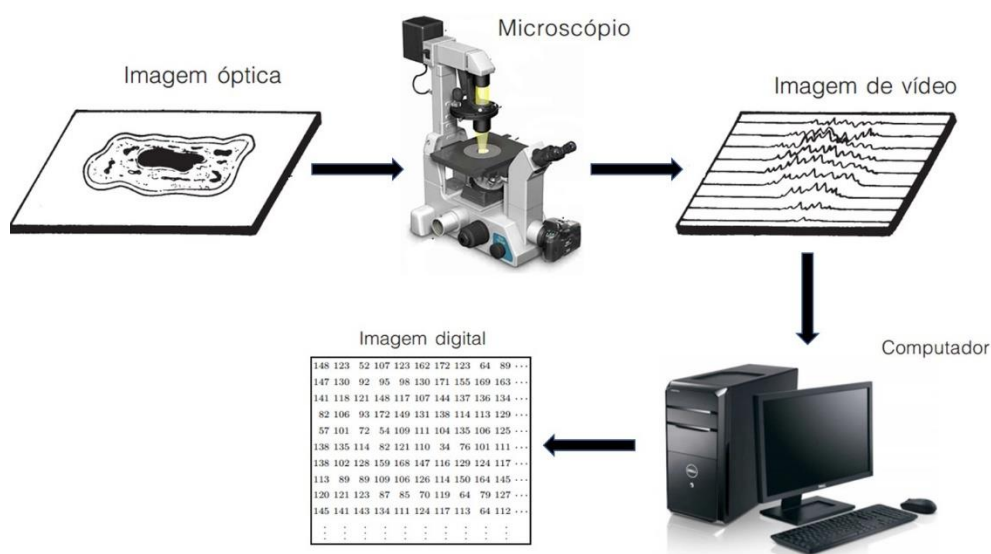 Microscópio
Imagem óptica
Imagem de vídeo
Computador
Imagem digital
148 123 52 107 123 162 172 123 64 89 ···
147 130 92 95 98 130 171 155 169 163 ···
141 118 121 148 117 107 144 137 136 134 ···
82 106 93 172 149 131 138 114 113 129 ···
57 101 72 54 109 111 104 135 106 125 ···
138 135 114 82 121 110 34 76 101 111 ···
138 102 128 159 168 147 116 129 124 117 ···
113 89 89 109 106 126 114 150 164 145 ···
120 121 123 87 85 70 119 64 79 127 ···
145 141 143 134 111 124 117 113 64 112 ···
⋮ ⋮ ⋮ ⋮ ⋮ ⋮ ⋮ ⋮ ⋮ ⋮